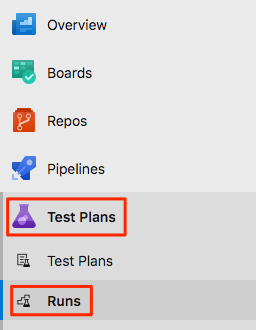 Overview
Boards
Repos
Pipelines
Test Plans
Test Plans
Runs